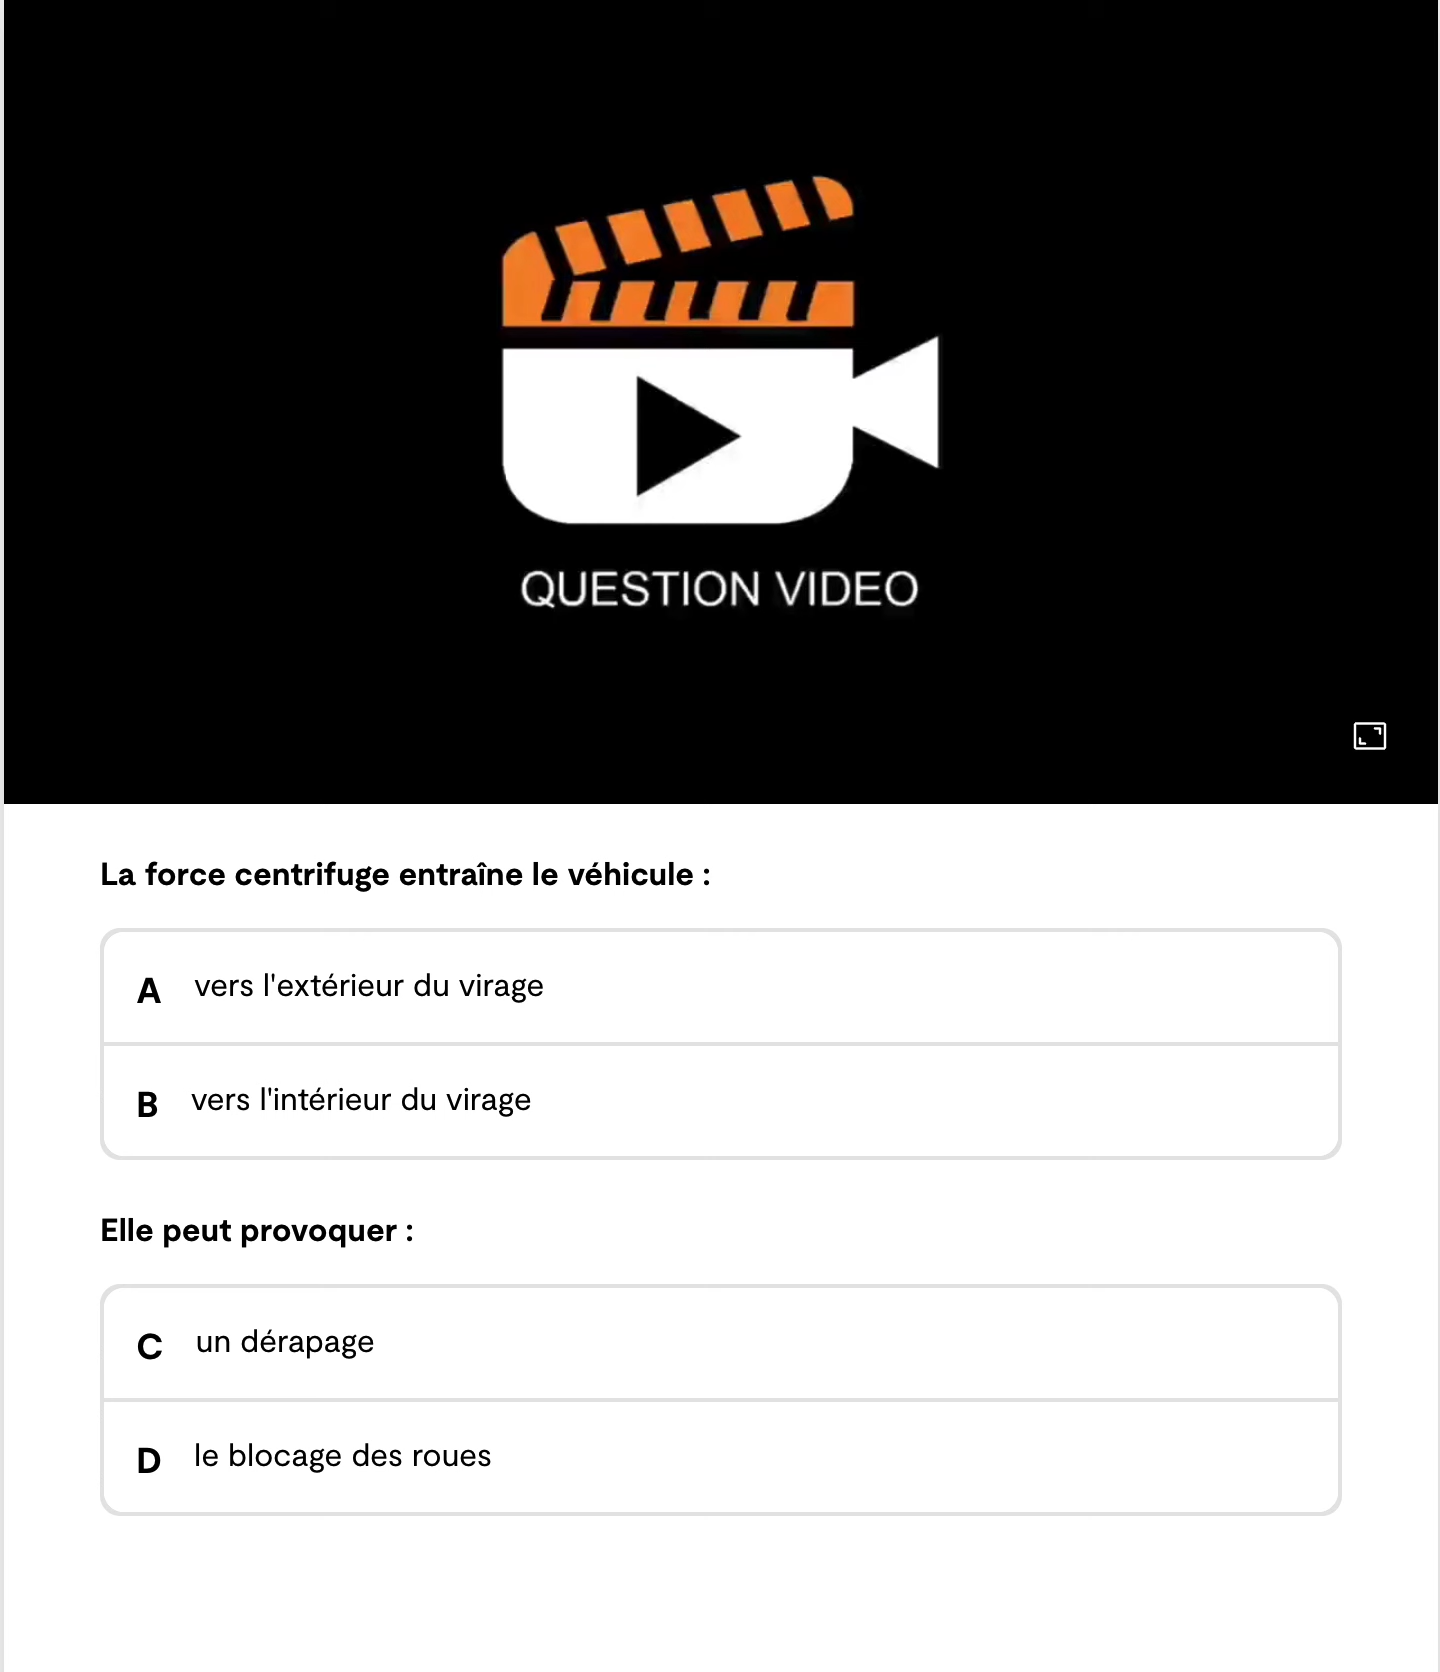 QUESTION VIDEO
La force centrifuge entraîne le véhicule :
A vers l'extérieur du virage
B vers l'intérieur du virage
Elle peut provoquer :
C un dérapage
D le blocage des roues